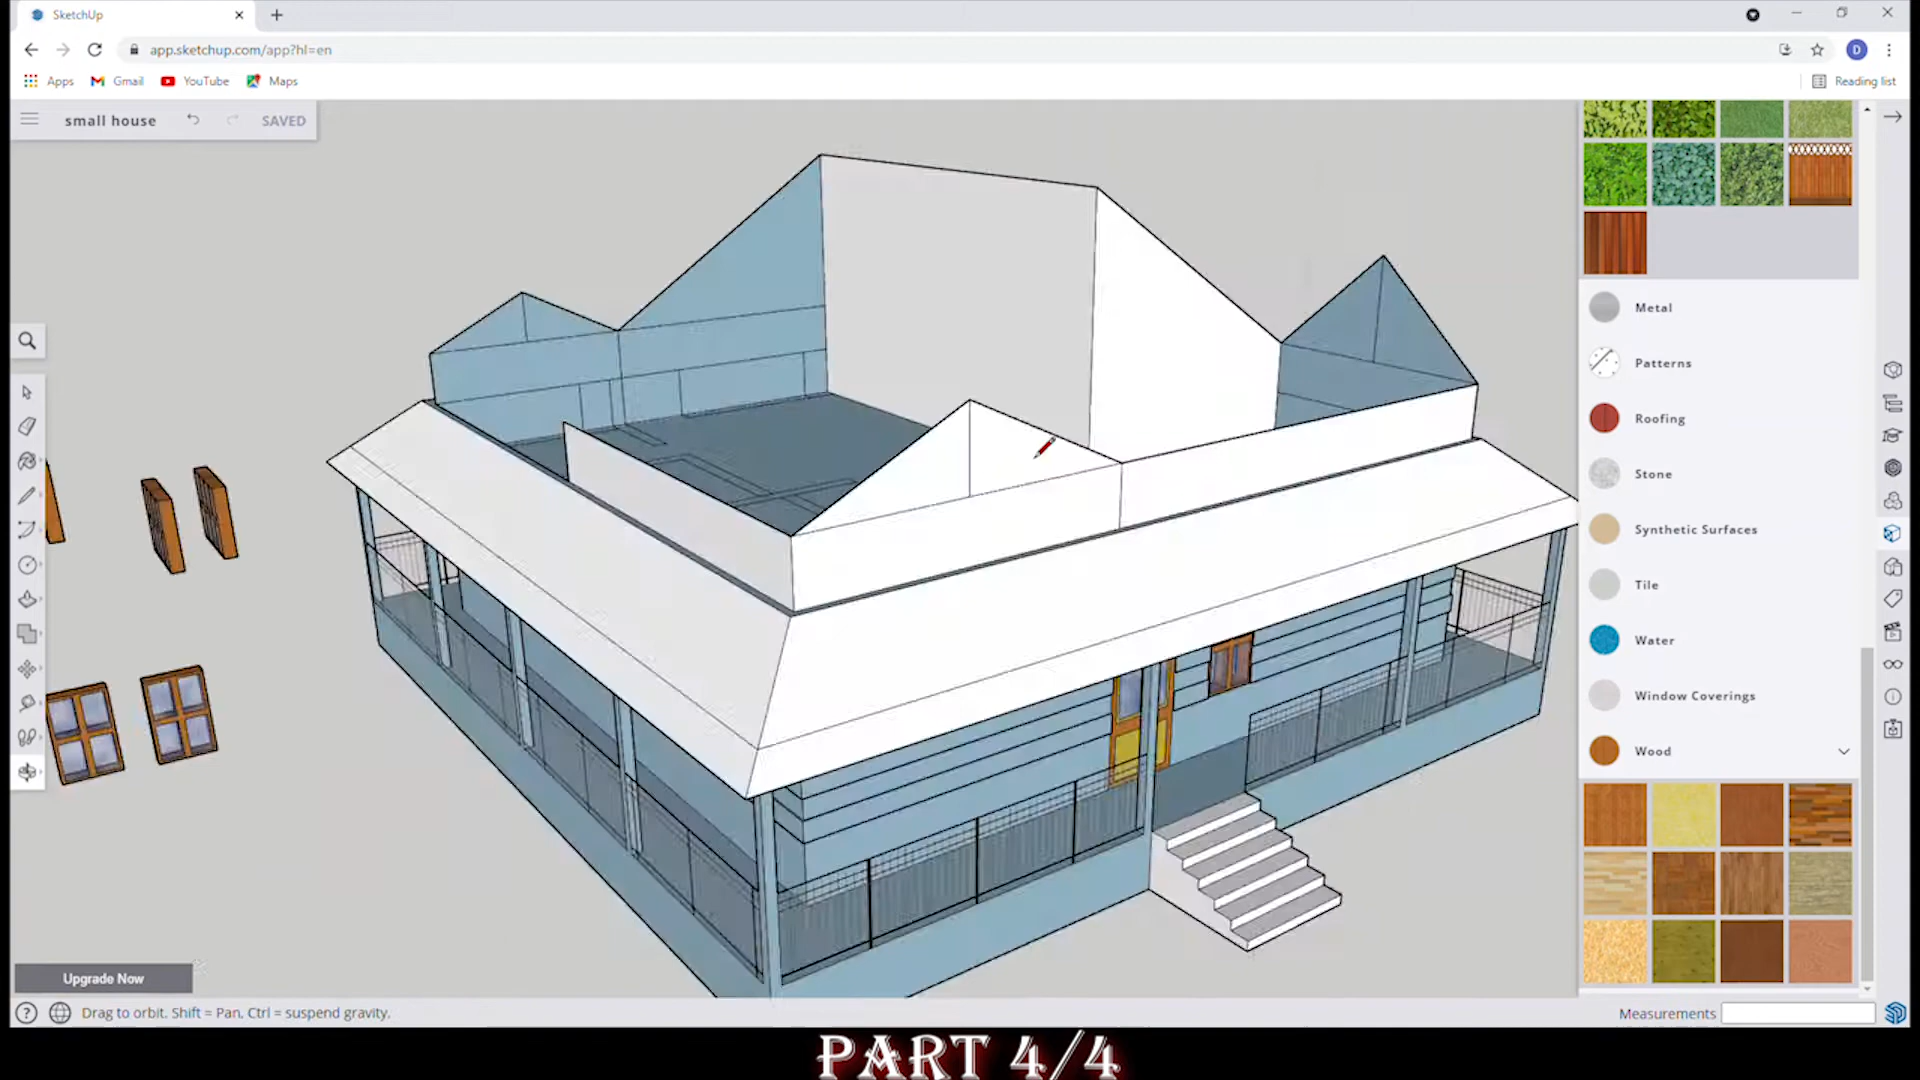 SketchUp
app.sketchup.com/app?hl=en
D
Apps
Gmail
YouTube
Maps
Reading list
small house
SAVED
Metal
Patterns
Roofing
Stone
Synthetic Surfaces
Tile
Water
Window Coverings
Wood
Upgrade Now
Drag to orbit. Shift = Pan, Ctrl = suspend gravity.
Measurements
PART 4/4